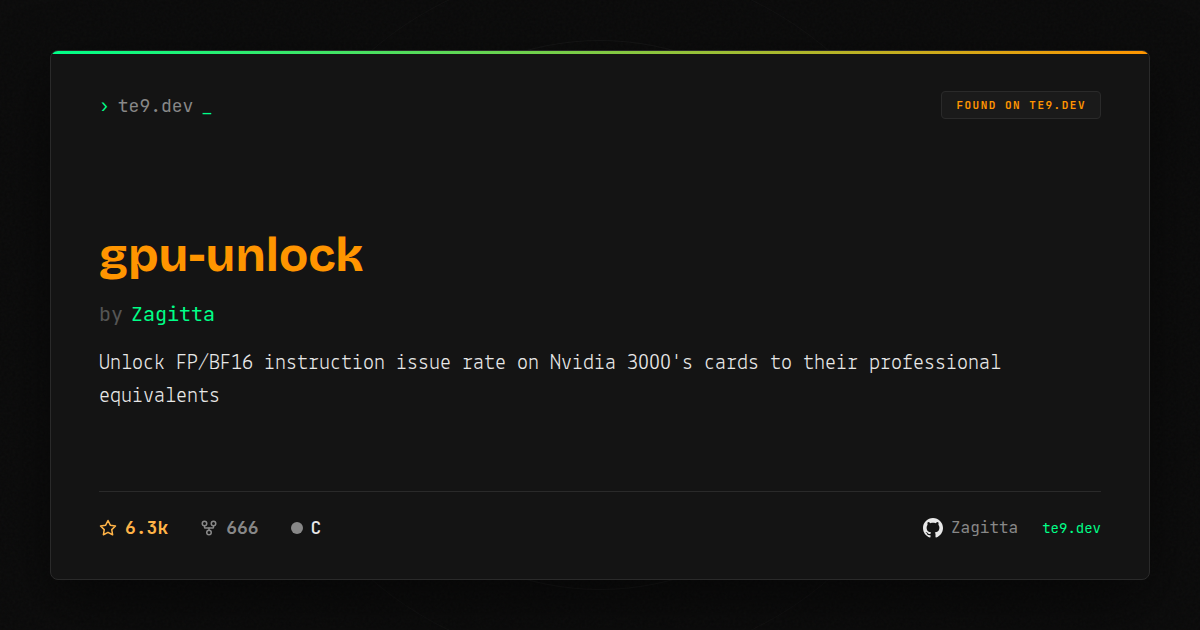 › te9.dev _
FOUND ON TE9.DEV
gpu-unlock
by Zagitta
Unlock FP/BF16 instruction issue rate on Nvidia 3000's cards to their professional
equivalents
6.3k 666 C
Zagitta te9.dev